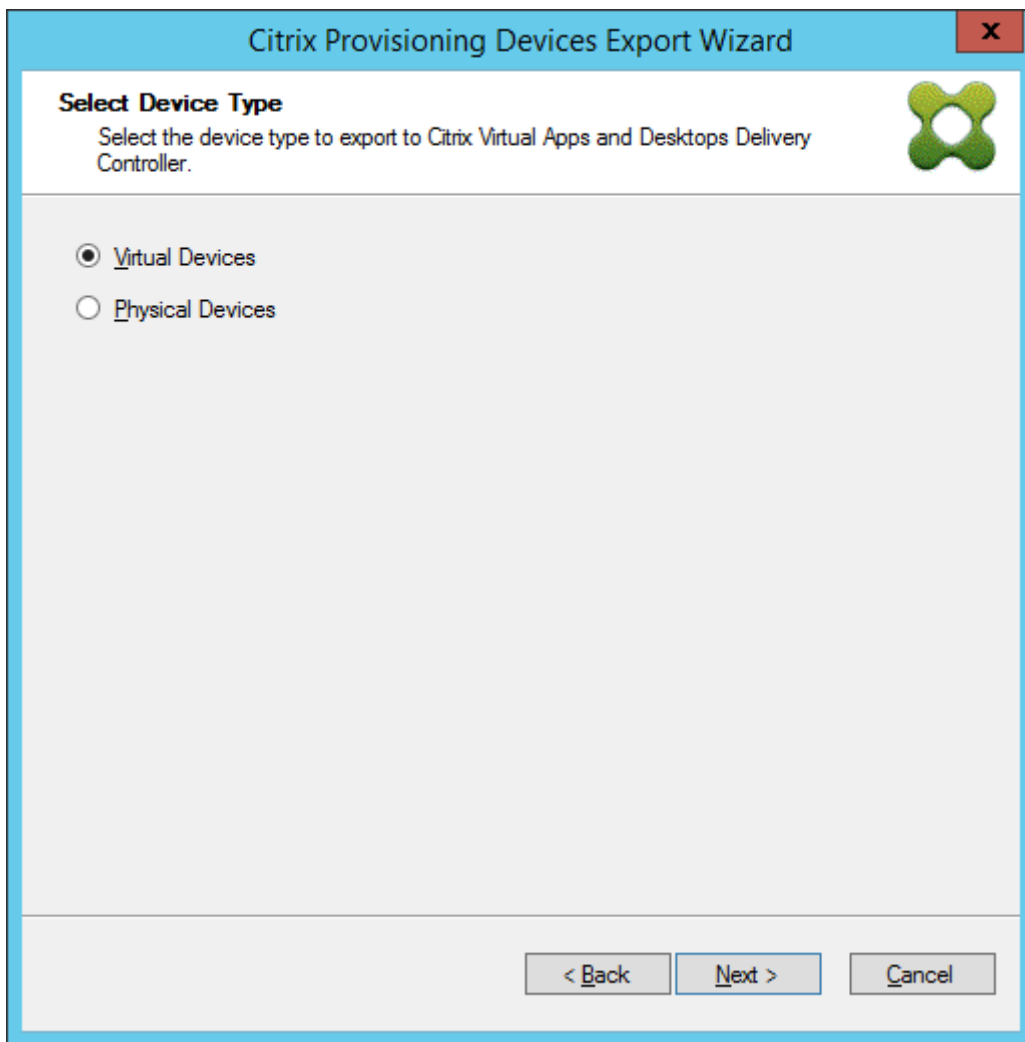 Citrix Provisioning Devices Export Wizard
x
Select Device Type
Select the device type to export to Citrix Virtual Apps and Desktops Delivery
Controller.
Virtual Devices
Physical Devices
< Back Next > Cancel